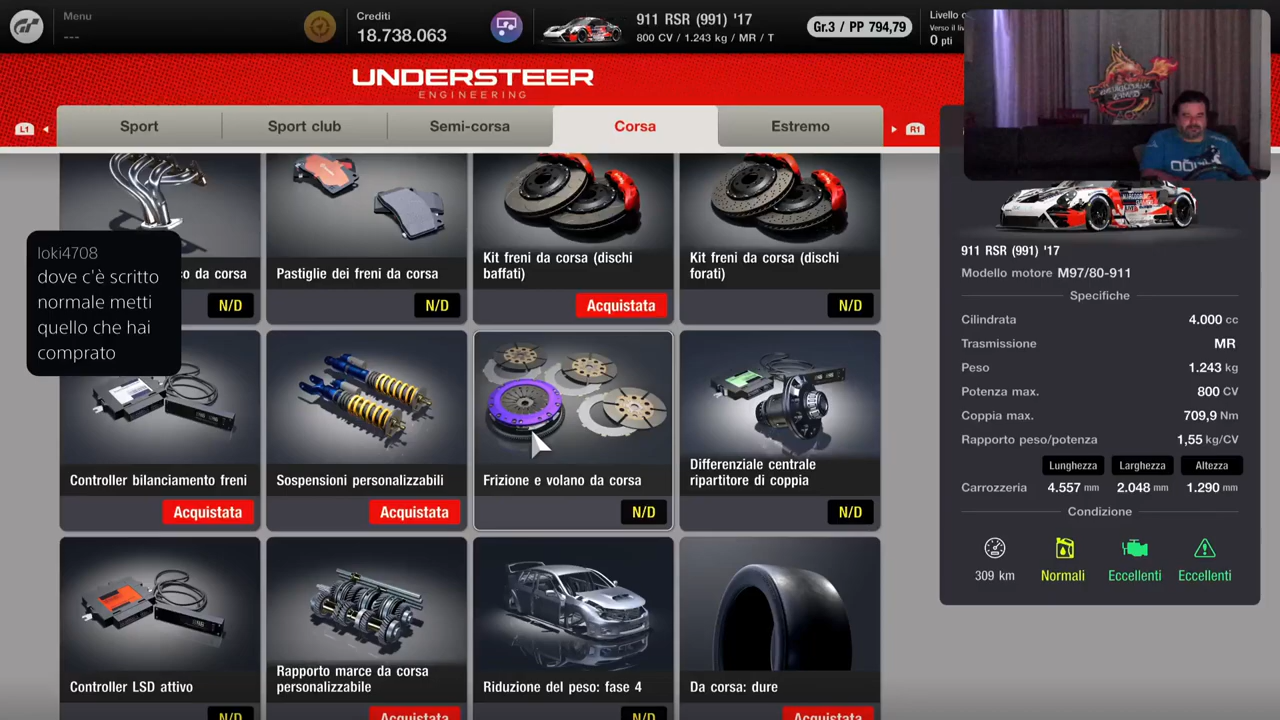 Menu
---
Crediti
18.738.063
911 RSR (991) '17
800 CV / 1.243 kg / MR / T
Gr.3 / PP 794,79
Livello
Verso il liv
0 pti
UNDERSTEER
ENGINEERING
L1
Sport
Sport club
Semi-corsa
Corsa
Estremo
R1
co da corsa
N/D
Pastiglie dei freni da corsa
N/D
Kit freni da corsa (dischi
baffati)
Acquistata
Kit freni da corsa (dischi
forati)
N/D
loki4708
dove c'è scritto
normale metti
quello che hai
comprato
Controller bilanciamento freni
Acquistata
Sospensioni personalizzabili
Acquistata
Frizione e volano da corsa
N/D
Differenziale centrale
ripartitore di coppia
N/D
Controller LSD attivo
N/D
Rapporto marce da corsa
personalizzabile
Acquistata
Riduzione del peso: fase 4
N/D
Da corsa: dure
Acquistata
911 RSR (991) '17
Modello motore M97/80-911
Specifiche
Cilindrata 4.000 cc
Trasmissione MR
Peso 1.243 kg
Potenza max. 800 CV
Coppia max. 709,9 Nm
Rapporto peso/potenza 1,55 kg/CV
Lunghezza Larghezza Altezza
Carrozzeria 4.557 mm 2.048 mm 1.290 mm
Condizione
309 km Normali Eccellenti Eccellenti